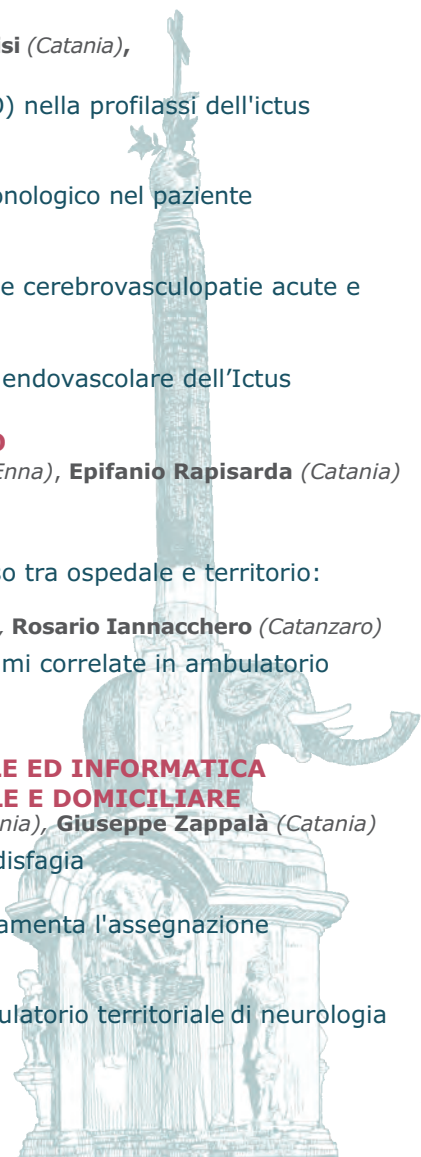 si (Catania),
) nella profilassi dell'ictus
onologico nel paziente
e cerebrovasculopatie acute e
endovascolare dell’Ictus
O
Enna), Epifanio Rapisarda (Catania)
so tra ospedale e territorio:
, Rosario Iannacchero (Catanzaro)
mi correlate in ambulatorio
LE ED INFORMATICA
LE E DOMICILIARE
nia), Giuseppe Zappalà (Catania)
disfagia
amenta l'assegnazione
ulatorio territoriale di neurologia